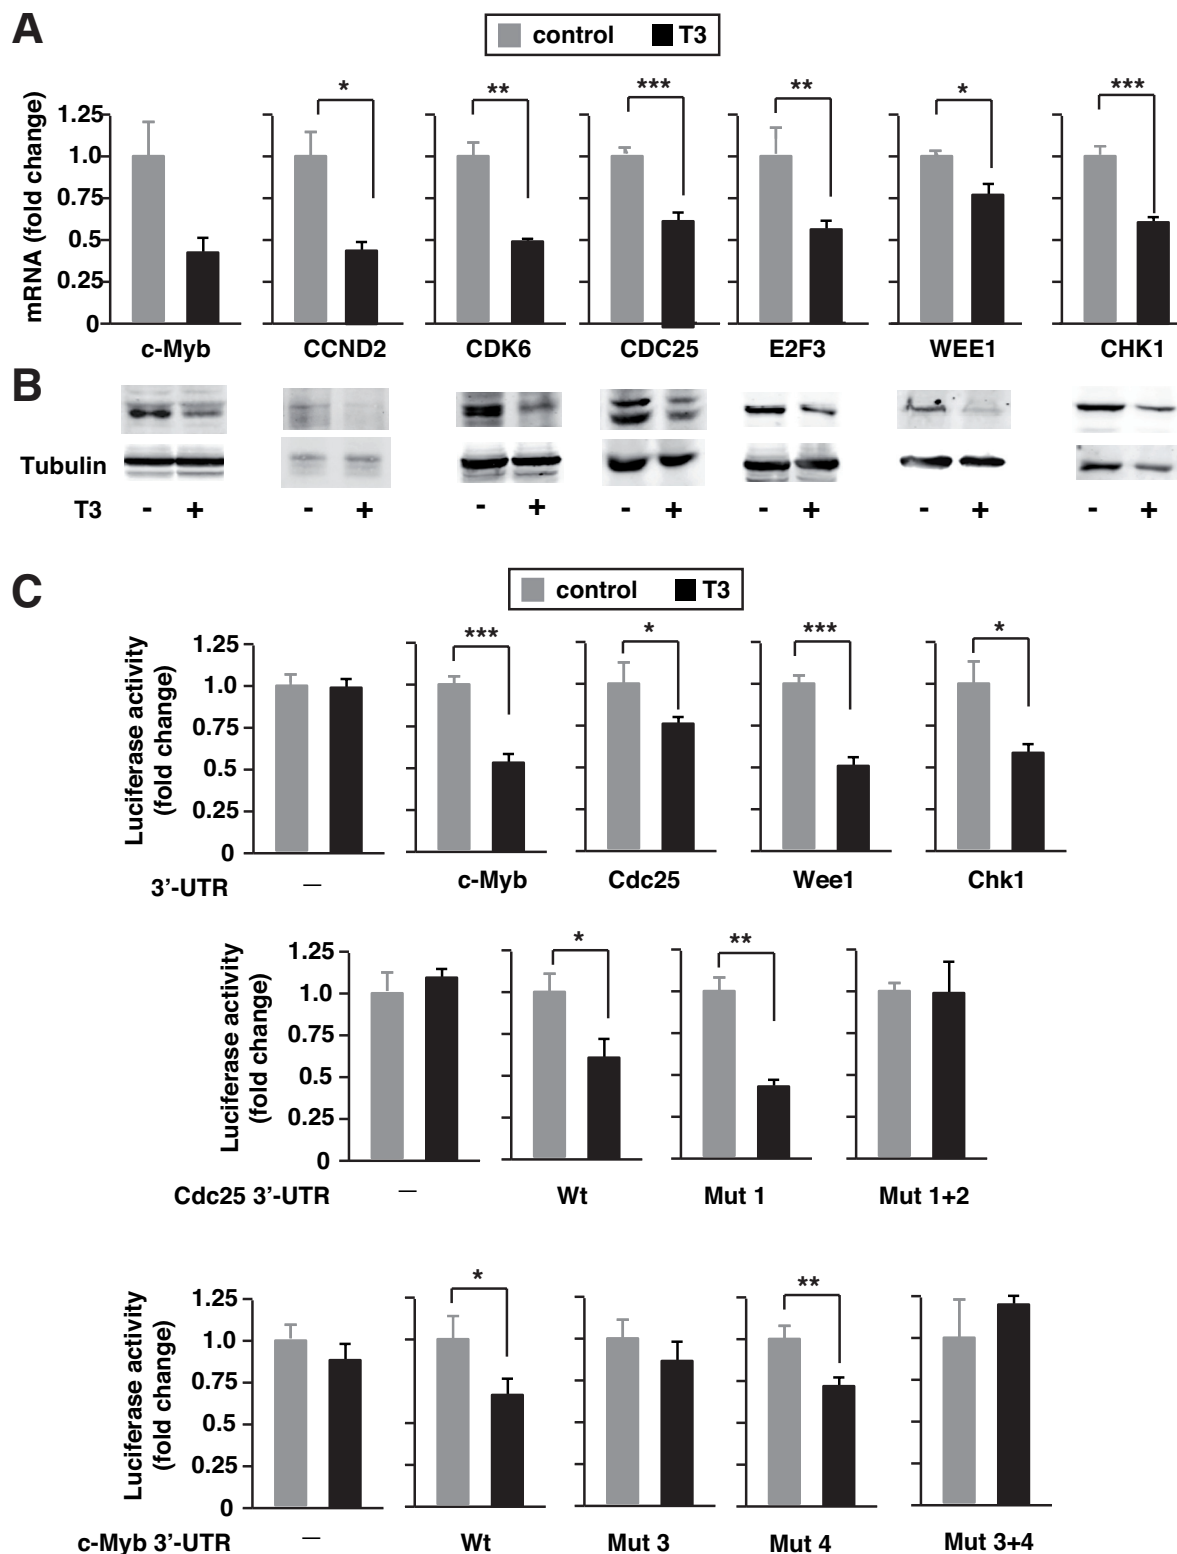 A
control T3
* ** *** ** * ***
mRNA (fold change)
1.25
1.0
0.75
0.5
0.25
0
c-Myb CCND2 CDK6 CDC25 E2F3 WEE1 CHK1
B
Tubulin
T3 - + - + - + - + - + - + - +
C
control T3
*** * *** *
Luciferase activity
(fold change)
1.25
1.0
0.75
0.5
0.25
0
3’-UTR — c-Myb Cdc25 Wee1 Chk1
* **
Luciferase activity
(fold change)
1.25
1.0
0.75
0.5
0.25
0
Cdc25 3’-UTR — Wt Mut 1 Mut 1+2
* **
Luciferase activity
(fold change)
1.25
1.0
0.75
0.5
0.25
0
c-Myb 3’-UTR — Wt Mut 3 Mut 4 Mut 3+4